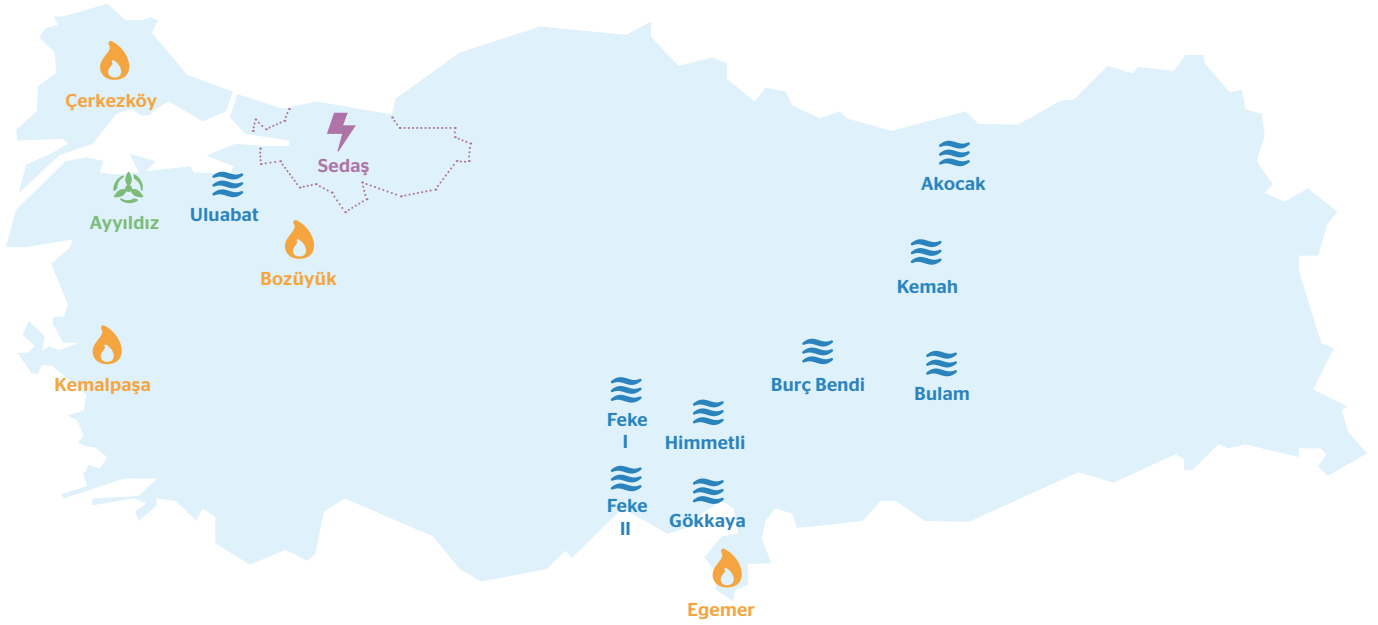 Çerkezköy
Sedaş
Akocak
Ayyıldız
Uluabat
Bozüyük
Kemah
Kemalpaşa
Burç Bendi
Bulam
Feke
I
Himmetli
Feke
II
Gökkaya
Egemer